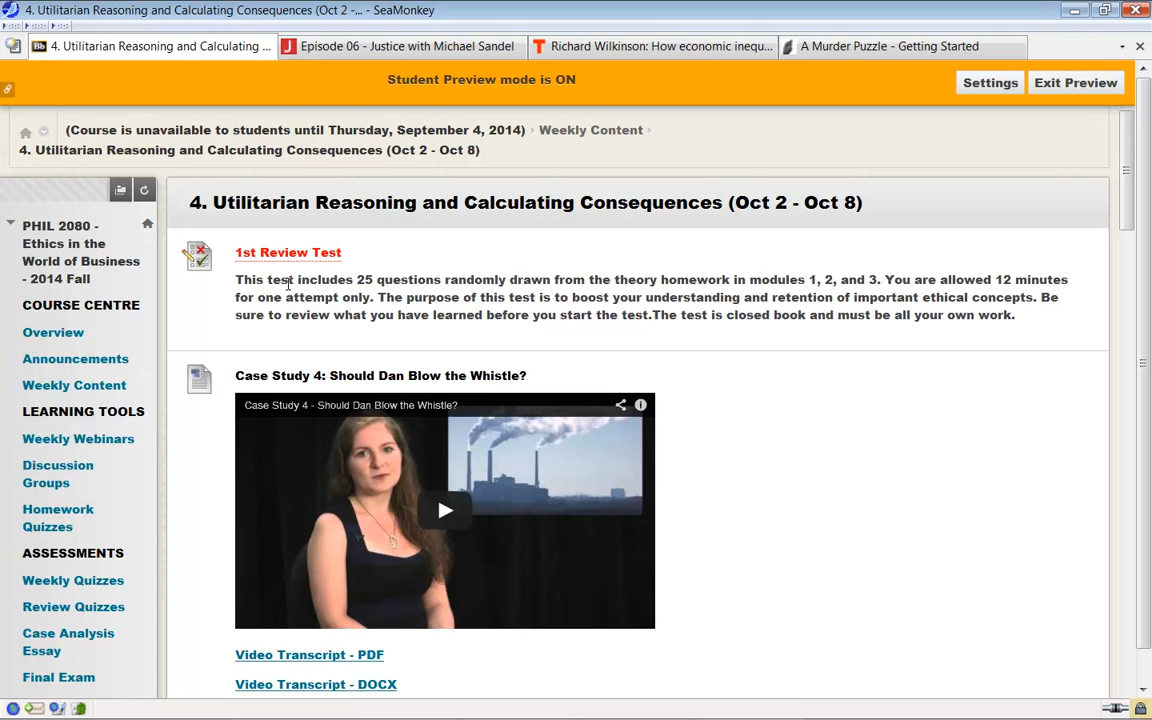 4. Utilitarian Reasoning and Calculating Consequences (Oct 2 -... - SeaMonkey
Bb 4. Utilitarian Reasoning and Calculating ...
J Episode 06 - Justice with Michael Sandel
T Richard Wilkinson: How economic inequ...
A Murder Puzzle - Getting Started
Student Preview mode is ON
Settings
Exit Preview
(Course is unavailable to students until Thursday, September 4, 2014) Weekly Content
4. Utilitarian Reasoning and Calculating Consequences (Oct 2 - Oct 8)
PHIL 2080 -
Ethics in the
World of Business
- 2014 Fall
COURSE CENTRE
Overview
Announcements
Weekly Content
LEARNING TOOLS
Weekly Webinars
Discussion
Groups
Homework
Quizzes
ASSESSMENTS
Weekly Quizzes
Review Quizzes
Case Analysis
Essay
Final Exam
4. Utilitarian Reasoning and Calculating Consequences (Oct 2 - Oct 8)
1st Review Test
This test includes 25 questions randomly drawn from the theory homework in modules 1, 2, and 3. You are allowed 12 minutes
for one attempt only. The purpose of this test is to boost your understanding and retention of important ethical concepts. Be
sure to review what you have learned before you start the test.The test is closed book and must be all your own work.
Case Study 4: Should Dan Blow the Whistle?
Case Study 4 - Should Dan Blow the Whistle?
Video Transcript - PDF
Video Transcript - DOCX